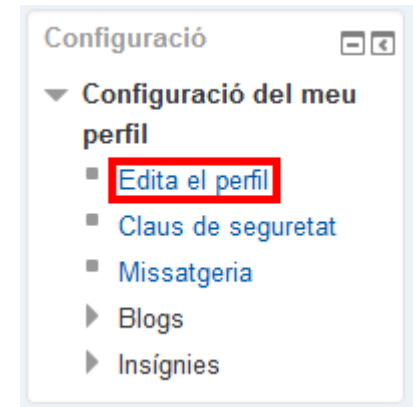 Configuració
Configuració del meu
perfil
Edita el perfil
Claus de seguretat
Missatgeria
Blogs
Insígnies